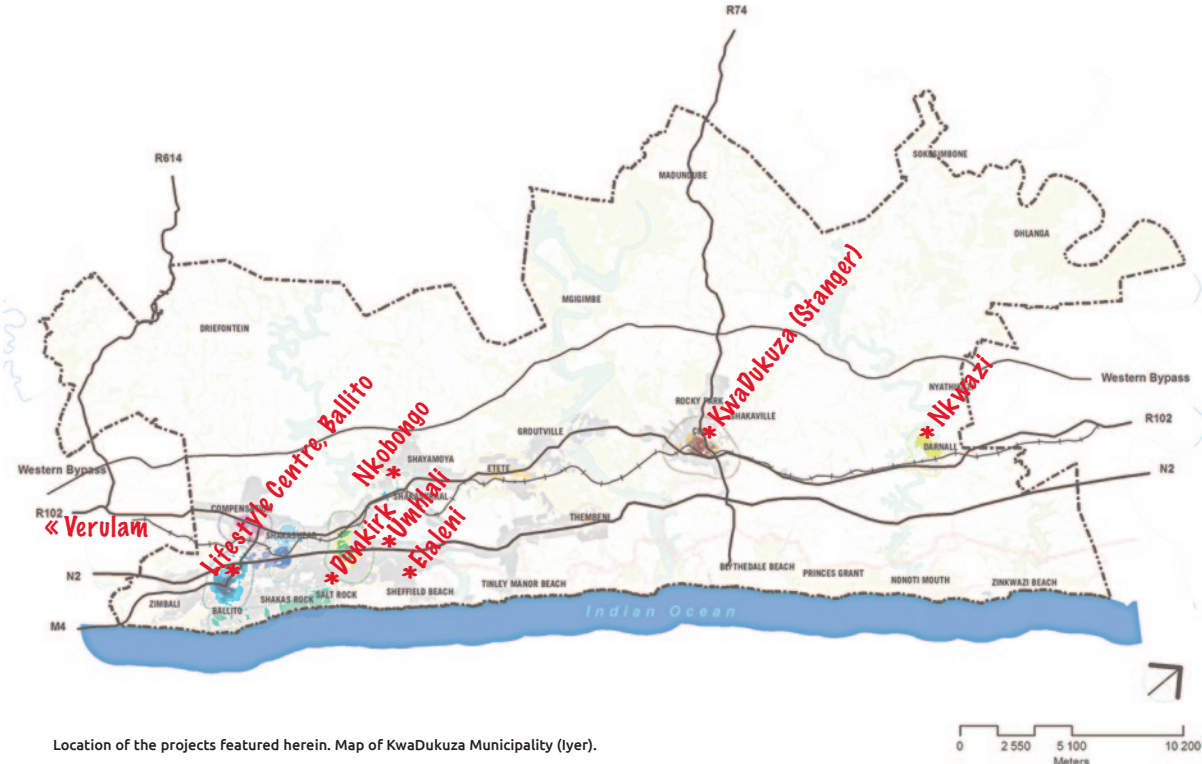 R74
R614
SOKESIMBONE
MADUNDUBE
OHLANGA
MGIGIMBE
DRIEFONTEIN
KwaDukuza (Stanger)
Nkwazi
Western Bypass
ROCKY PARK
SHAKAVILLE
Lifestyle Centre, Ballito
Nkobongo
R102
GROUTVILLE
DARNALL
SHAYAMOYA
ETETE
Western Bypass
N2
Umhlali
COMPENSATION
R102
THEMBENI
« Verulam
Dunkirk
Elaleni
N2
BLYTHEDALE BEACH
PRINCES GRANT
NONOTI MOUTH
ZINKWAZI BEACH
TINLEY MANOR BEACH
SHEFFIELD BEACH
SALT ROCK
SHAKAS ROCK
ZIMBALI
BALLITO
Indian Ocean
M4
Location of the projects featured herein. Map of KwaDukuza Municipality (Iyer).
0 2 550 5 100 10 200
Meters